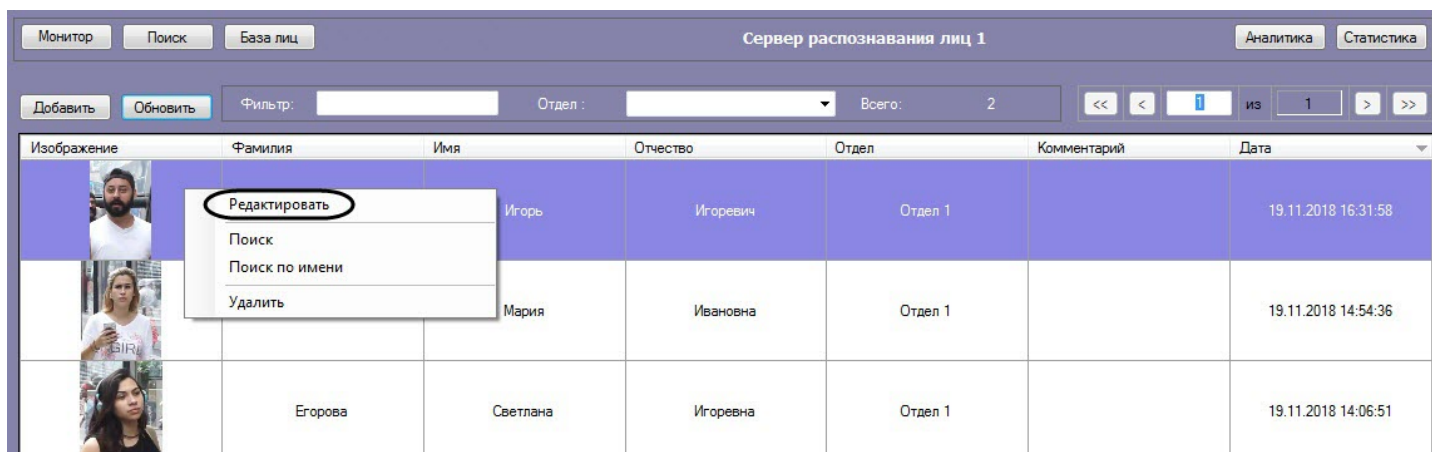 Монитор Поиск База лиц Сервер распознавания лиц 1 Аналитика Статистика
Добавить Обновить Фильтр: Отдел : Всего: 2 << < 1 из 1 > >>
Изображение Фамилия Имя Отчество Отдел Комментарий Дата
Редактировать
Игорь Игоревич Отдел 1 19.11.2018 16:31:58
Поиск
Поиск по имени
Удалить
Мария Ивановна Отдел 1 19.11.2018 14:54:36
Егорова Светлана Игоревна Отдел 1 19.11.2018 14:06:51